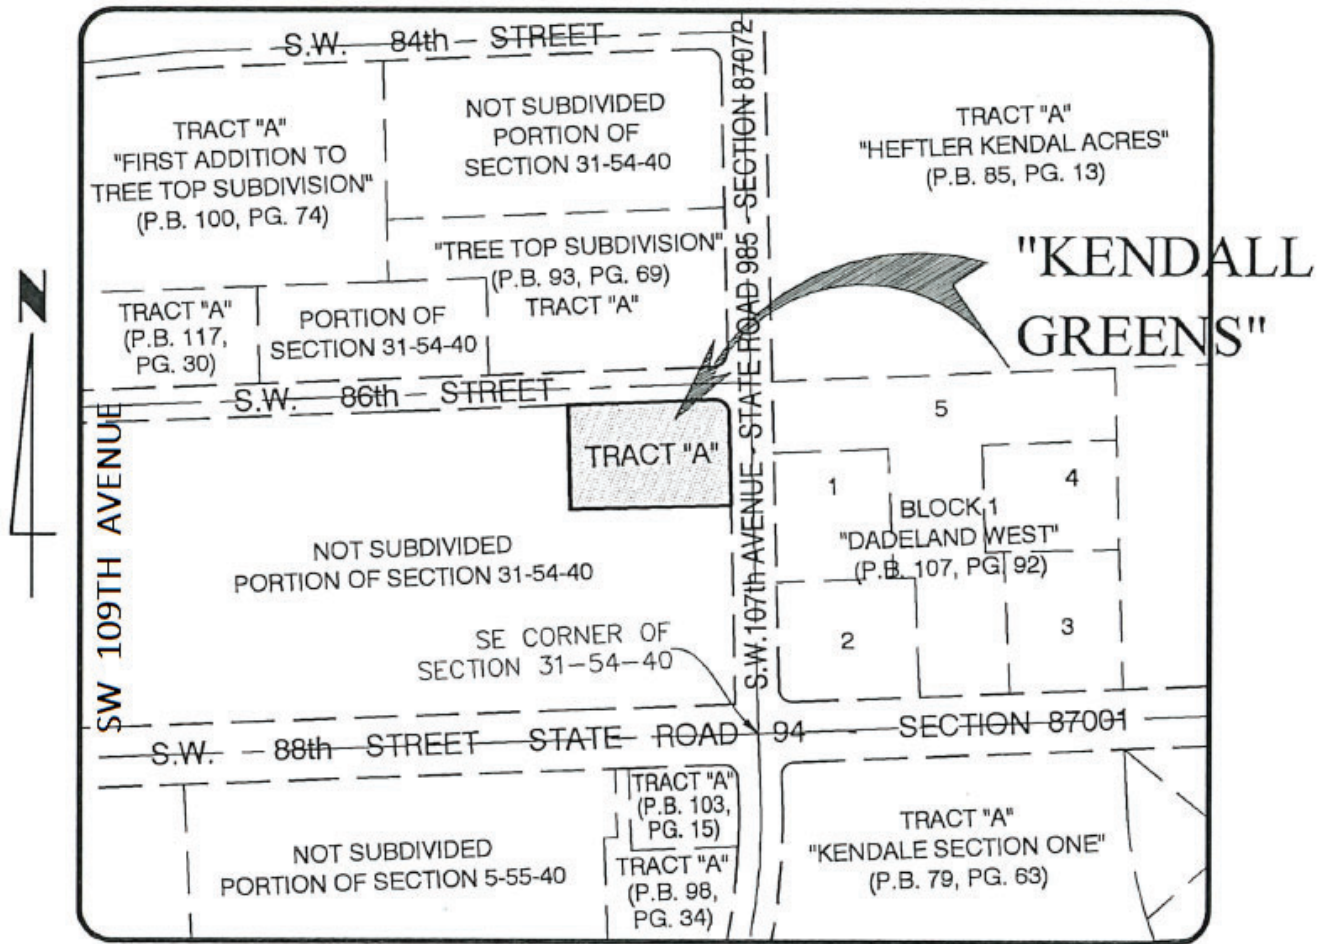 S.W. 84th STREET
TRACT "A"
"FIRST ADDITION TO
TREE TOP SUBDIVISION"
(P.B. 100, PG. 74)
NOT SUBDIVIDED
PORTION OF
SECTION 31-54-40
"TREE TOP SUBDIVISION"
(P.B. 93, PG. 69)
TRACT "A"
TRACT "A"
(P.B. 117,
PG. 30)
PORTION OF
SECTION 31-54-40
S.W. 107th AVENUE - STATE ROAD 985 - SECTION 87072
TRACT "A"
"HEFTLER KENDAL ACRES"
(P.B. 85, PG. 13)
"KENDALL
GREENS"
N
S.W. 86th STREET
SW 109TH AVENUE
TRACT "A"
5
1
4
BLOCK 1
"DADELAND WEST"
(P.B. 107, PG. 92)
2
3
NOT SUBDIVIDED
PORTION OF SECTION 31-54-40
SE CORNER OF
SECTION 31-54-40
S.W. 88th STREET STATE ROAD 94 - SECTION 87001
NOT SUBDIVIDED
PORTION OF SECTION 5-55-40
TRACT "A"
(P.B. 103,
PG. 15)
TRACT "A"
(P.B. 98,
PG. 34)
TRACT "A"
"KENDALE SECTION ONE"
(P.B. 79, PG. 63)